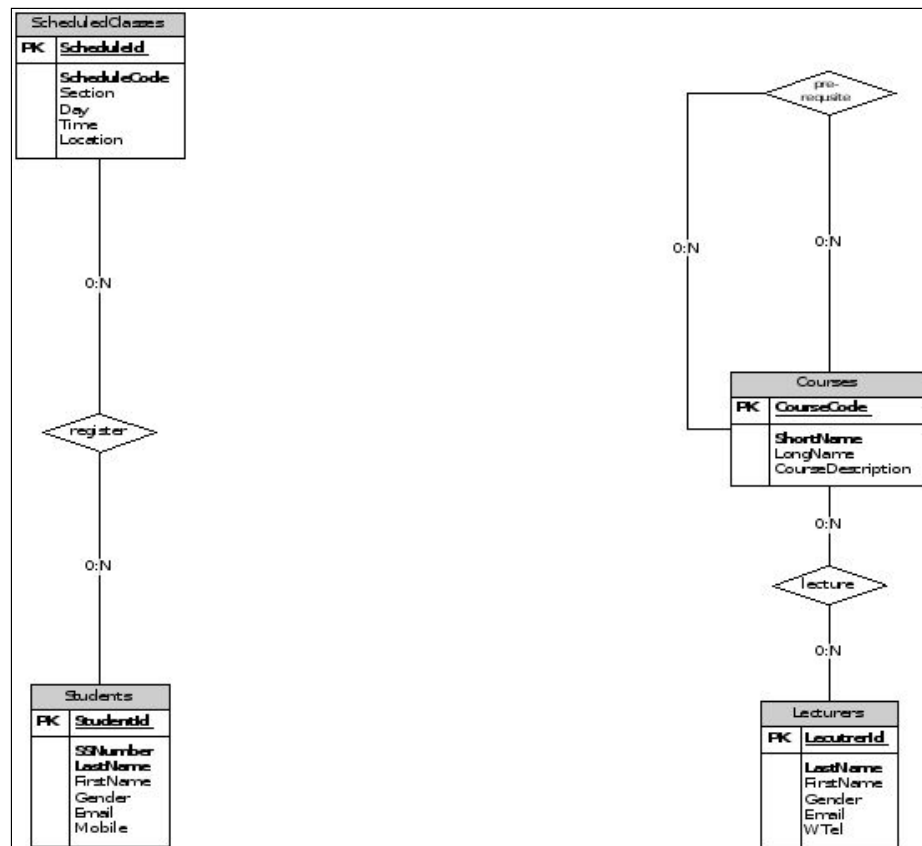 ScheduledClasses
PK ScheduleId
ScheduleCode
Section
Day
Time
Location
0:N
register
0:N
Students
PK StudentId
SSNumber
LastName
FirstName
Gender
Email
Mobile
pre-
requsite
0:N
0:N
Courses
PK CourseCode
ShortName
LongName
CourseDescription
0:N
lecture
0:N
Lecturers
PK LecutrerId
LastName
FirstName
Gender
Email
WTel